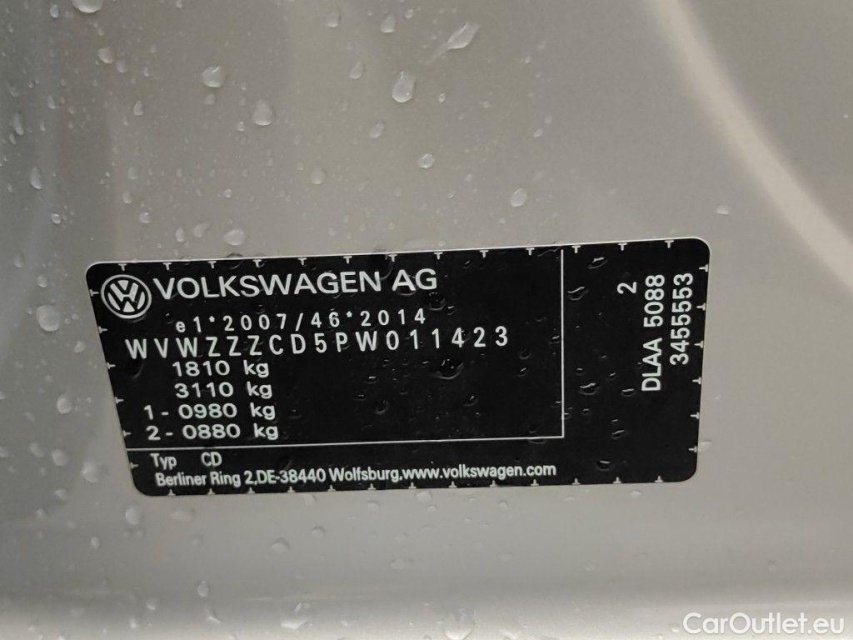 VOLKSWAGEN AG
e1*2007/46*2014
WVWZZZCD5PW011423
1810 kg
3110 kg
1- 0980 kg
2- 0880 kg
Typ CD
Berliner Ring 2,DE-38440 Wolfsburg,www.volkswagen.com
2
DLAA 5088
3455553
CarOutlet.eu